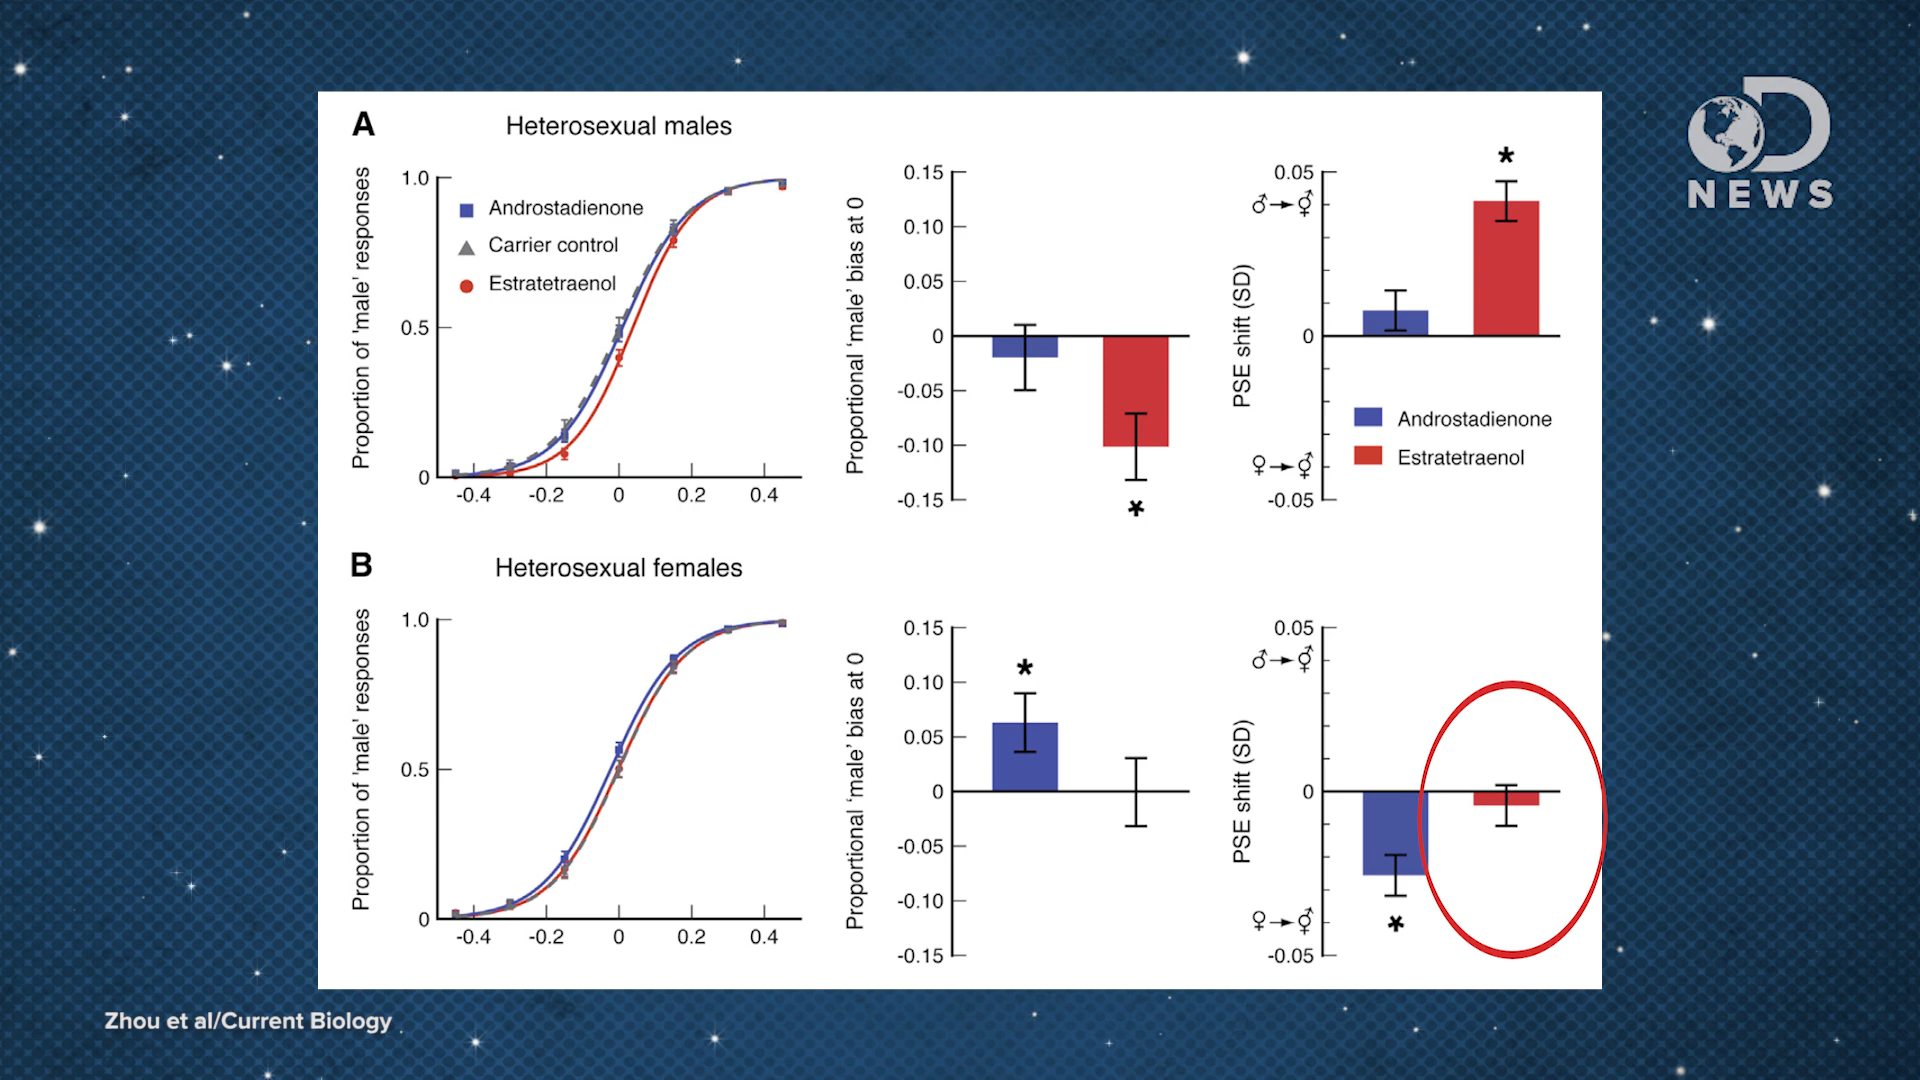 D
NEWS
A
Heterosexual males
Proportion of 'male' responses
1.0
0.5
0
Androstadienone
Carrier control
Estratetraenol
-0.4 -0.2 0 0.2 0.4
Proportional 'male' bias at 0
0.15
0.10
0.05
0
-0.05
-0.10
-0.15
*
PSE shift (SD)
0.05
♂→⚥
0
♀→⚥
-0.05
*
Androstadienone
Estratetraenol
B
Heterosexual females
Proportion of 'male' responses
1.0
0.5
0
-0.4 -0.2 0 0.2 0.4
Proportional 'male' bias at 0
0.15
0.10
0.05
0
-0.05
-0.10
-0.15
*
PSE shift (SD)
0.05
♂→⚥
0
♀→⚥
-0.05
*
Zhou et al/Current Biology